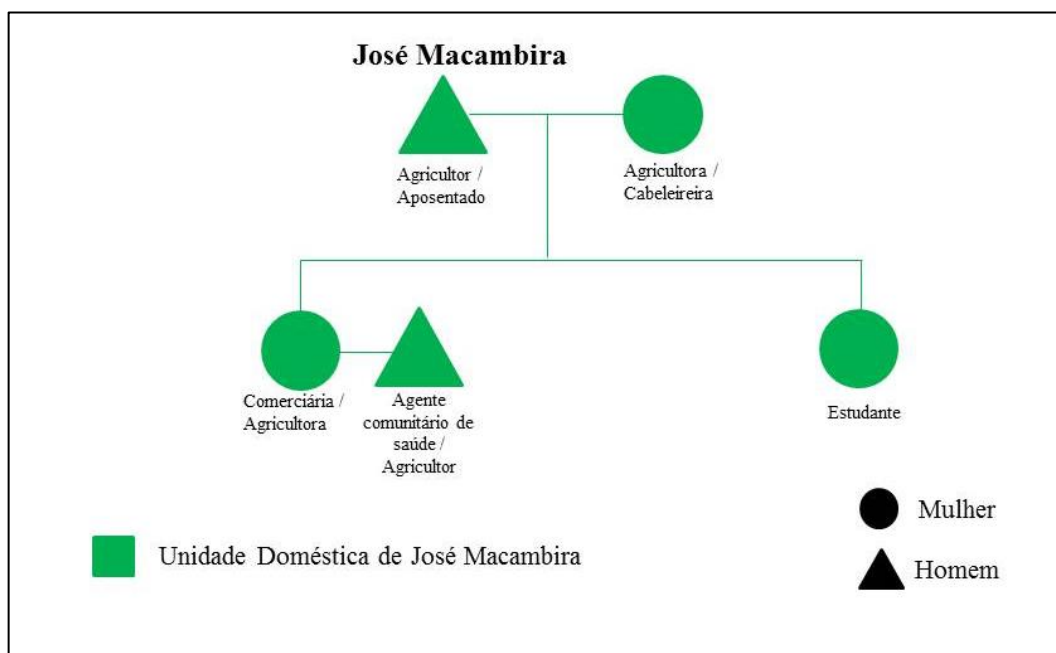 José Macambira
Agricultor /
Aposentado
Agricultora /
Cabeleireira
Comerciária /
Agricultora
Agente
comunitário de
saúde /
Agricultor
Estudante
Mulher
Unidade Doméstica de José Macambira
Homem